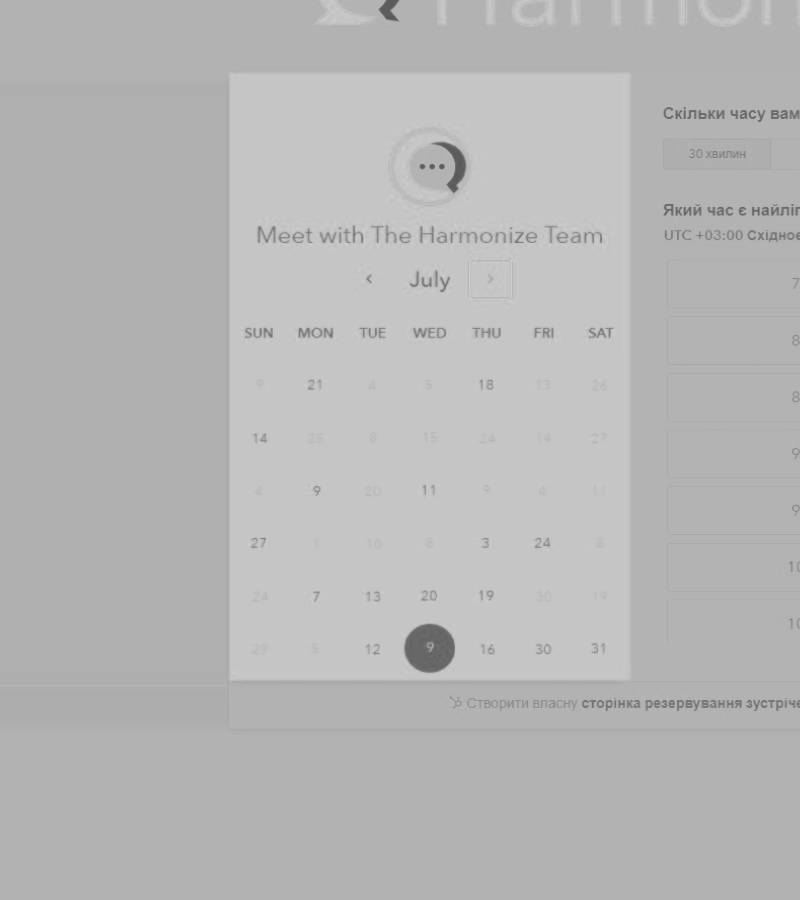 Harmon
Meet with The Harmonize Team
July
SUN MON TUE WED THU FRI SAT
9 21 4 5 18 13 26
14 25 8 15 24 14 27
4 9 20 11 9 4 11
27 1 10 8 3 24 8
24 7 13 20 19 30 19
29 5 12 9 16 30 31
Скільки часу вам
30 хвилин
Який час є найліп
UTC +03:00 Східноє
7
8
8
9
9
10
10
Створити власну сторінка резервування зустріче